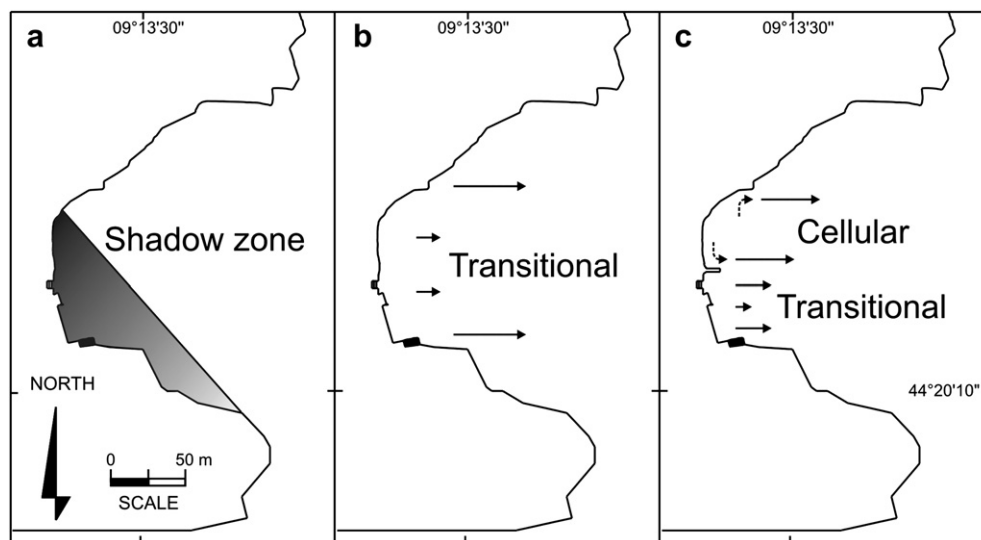 a
09°13'30"
Shadow zone
NORTH
0 50 m
SCALE
b
09°13'30"
Transitional
c
09°13'30"
Cellular
Transitional
44°20'10"